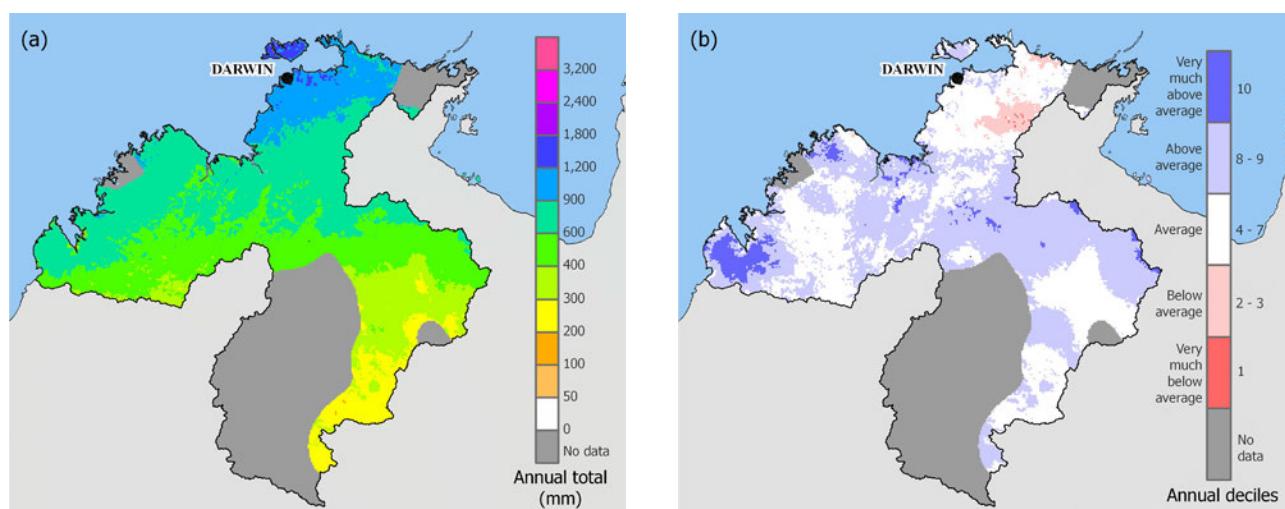 (a)
DARWIN
3,200
2,400
1,800
1,200
900
600
400
300
200
100
50
0
No data
Annual total
(mm)
(b)
DARWIN
Very
much
above
average
10
Above
average
8 - 9
Average
4 - 7
Below
average
2 - 3
Very
much
below
average
1
No
data
Annual deciles